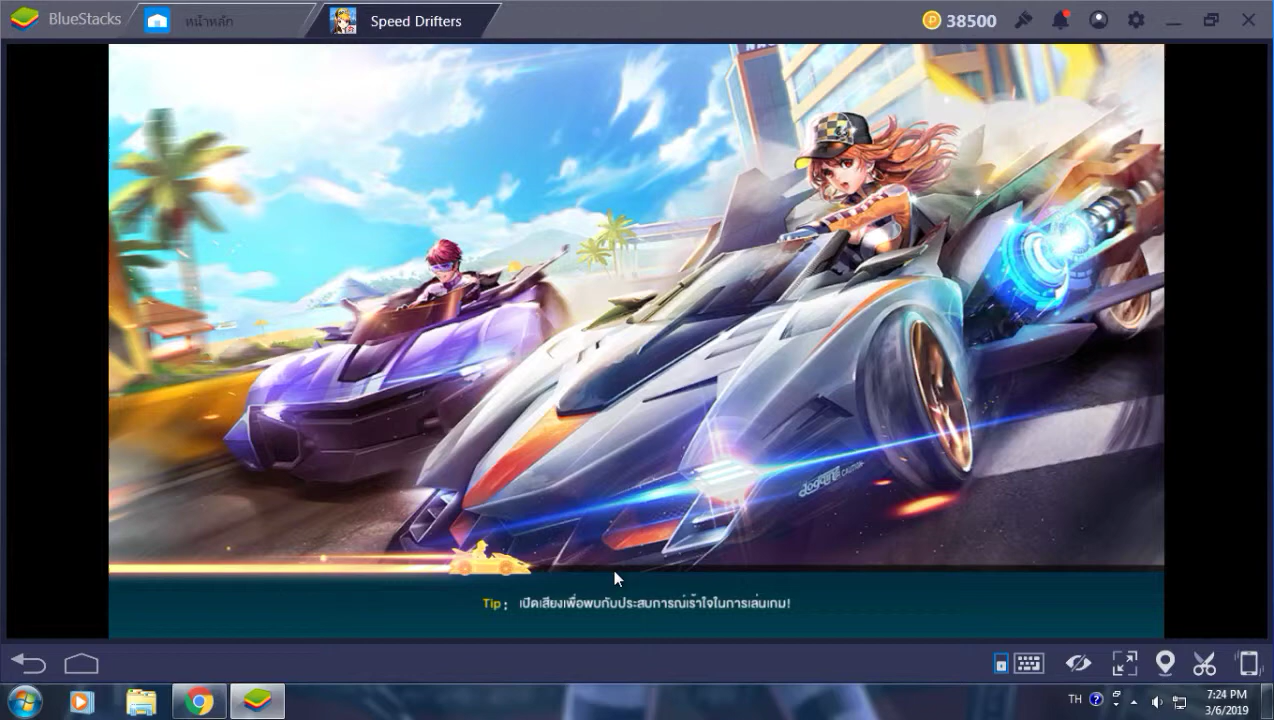 BlueStacks
หน้าหลัก
Speed Drifters
38500
CAUTION
Tip : เปิดเสียงเพื่อพบกับประสบการณ์เร้าใจในการเล่นเกม!
TH
7:24 PM
3/6/2019